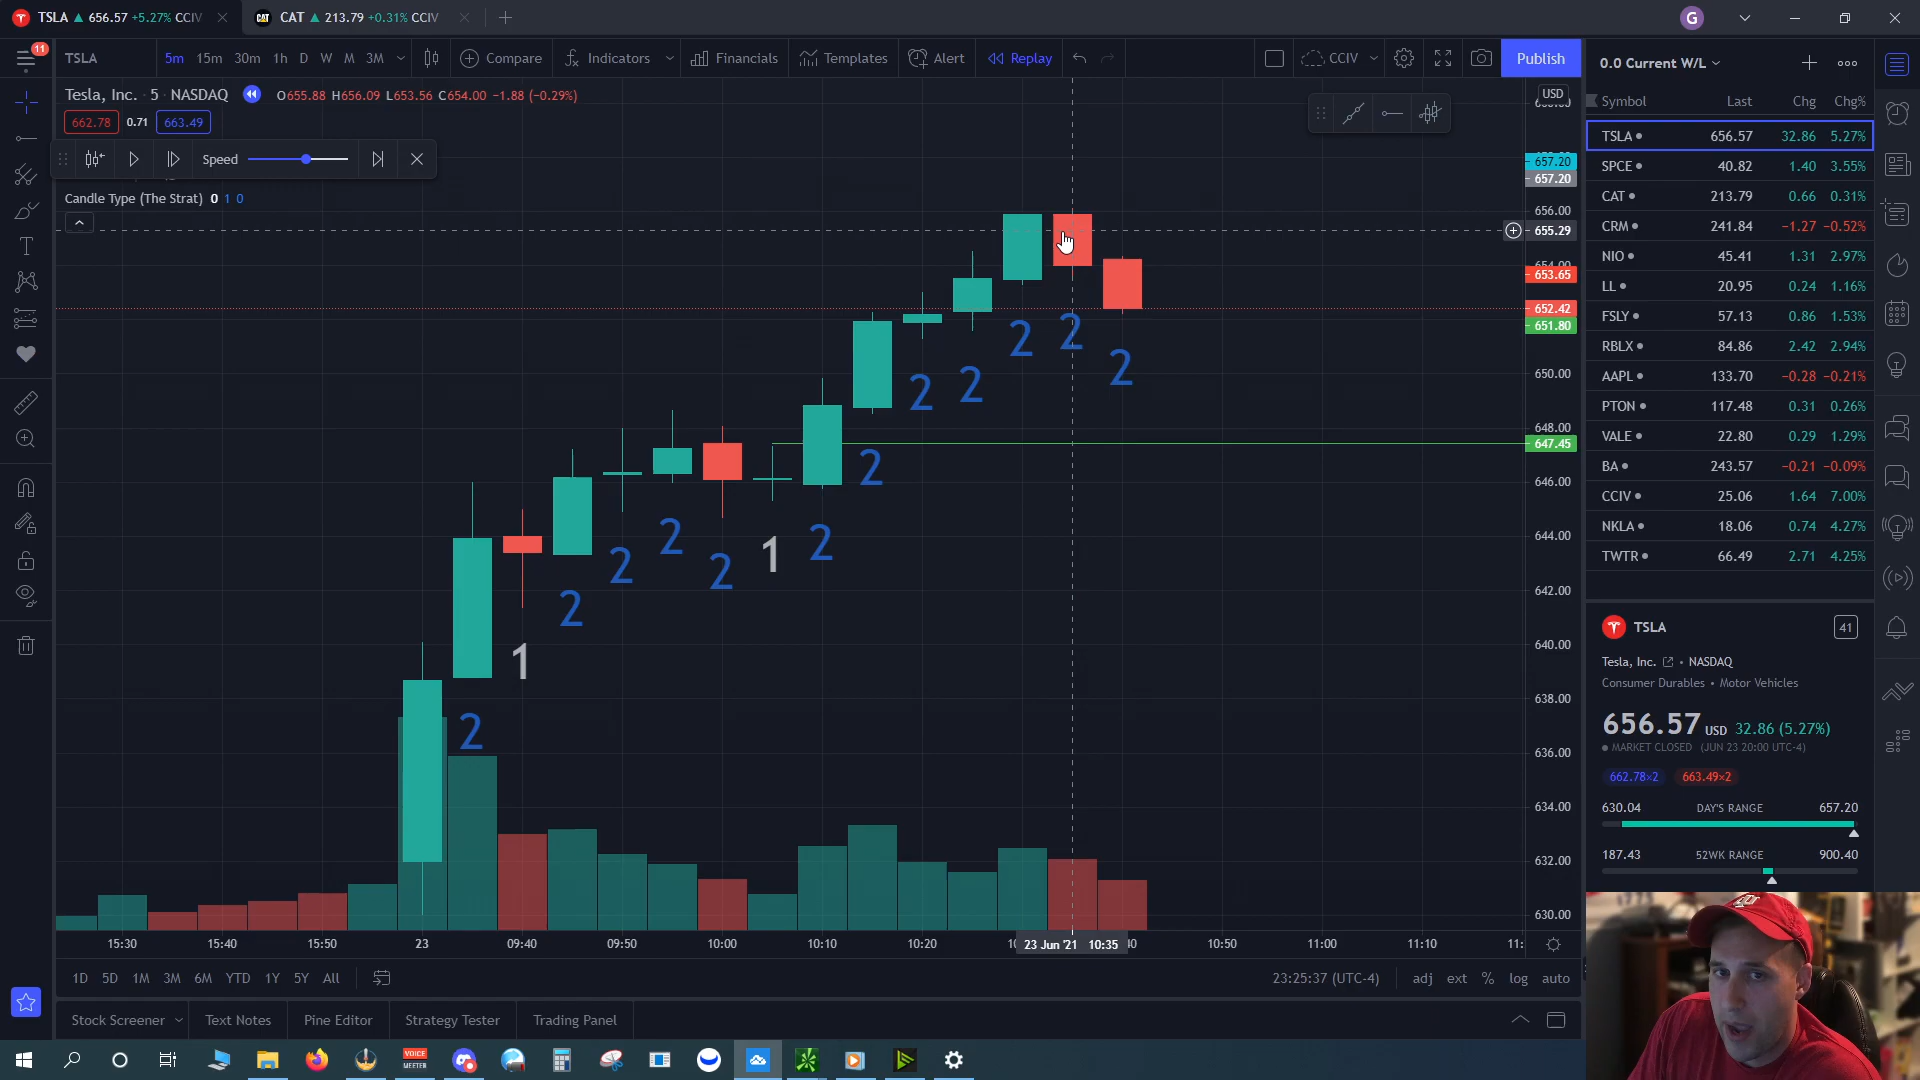 TSLA ▲ 656.57 +5.27% CCIV
CAT CAT ▲ 213.79 +0.31% CCIV
G
11
TSLA
5m 15m 30m 1h D W M 3M
Compare
Indicators
Financials
Templates
Alert
Replay
CCIV
Publish
Tesla, Inc. · 5 · NASDAQ O655.88 H656.09 L653.56 C654.00 −1.88 (−0.29%)
662.78 0.71 663.49
Speed
Candle Type (The Strat) 0 1 0
USD
657.20
657.20
656.00
655.29
654.00
653.65
652.42
651.80
650.00
648.00
647.45
646.00
644.00
642.00
640.00
638.00
636.00
634.00
632.00
630.00
2 2 2
2 2
2
2 2 2 1 2
2
1
2
15:30 15:40 15:50 23 09:40 09:50 10:00 10:10 10:20 23 Jun '21 10:35 10:50 11:00 11:10 11:
1D 5D 1M 3M 6M YTD 1Y 5Y All
23:25:37 (UTC-4) adj ext % log auto
Stock Screener Text Notes Pine Editor Strategy Tester Trading Panel
0.0 Current W/L
Symbol Last Chg Chg%
TSLA 656.57 32.86 5.27%
SPCE 40.82 1.40 3.55%
CAT 213.79 0.66 0.31%
CRM 241.84 −1.27 −0.52%
NIO 45.41 1.31 2.97%
LL 20.95 0.24 1.16%
FSLY 57.13 0.86 1.53%
RBLX 84.86 2.42 2.94%
AAPL 133.70 −0.28 −0.21%
PTON 117.48 0.31 0.26%
VALE 22.80 0.29 1.29%
BA 243.57 −0.21 −0.09%
CCIV 25.06 1.64 7.00%
NKLA 18.06 0.74 4.27%
TWTR 66.49 2.71 4.25%
TSLA 41
Tesla, Inc. • NASDAQ
Consumer Durables • Motor Vehicles
656.57 USD 32.86 (5.27%)
● MARKET CLOSED (JUN 23 20:00 UTC-4)
662.78×2 663.49×2
630.04 DAY'S RANGE 657.20
187.43 52WK RANGE 900.40
VOICE
MEETER